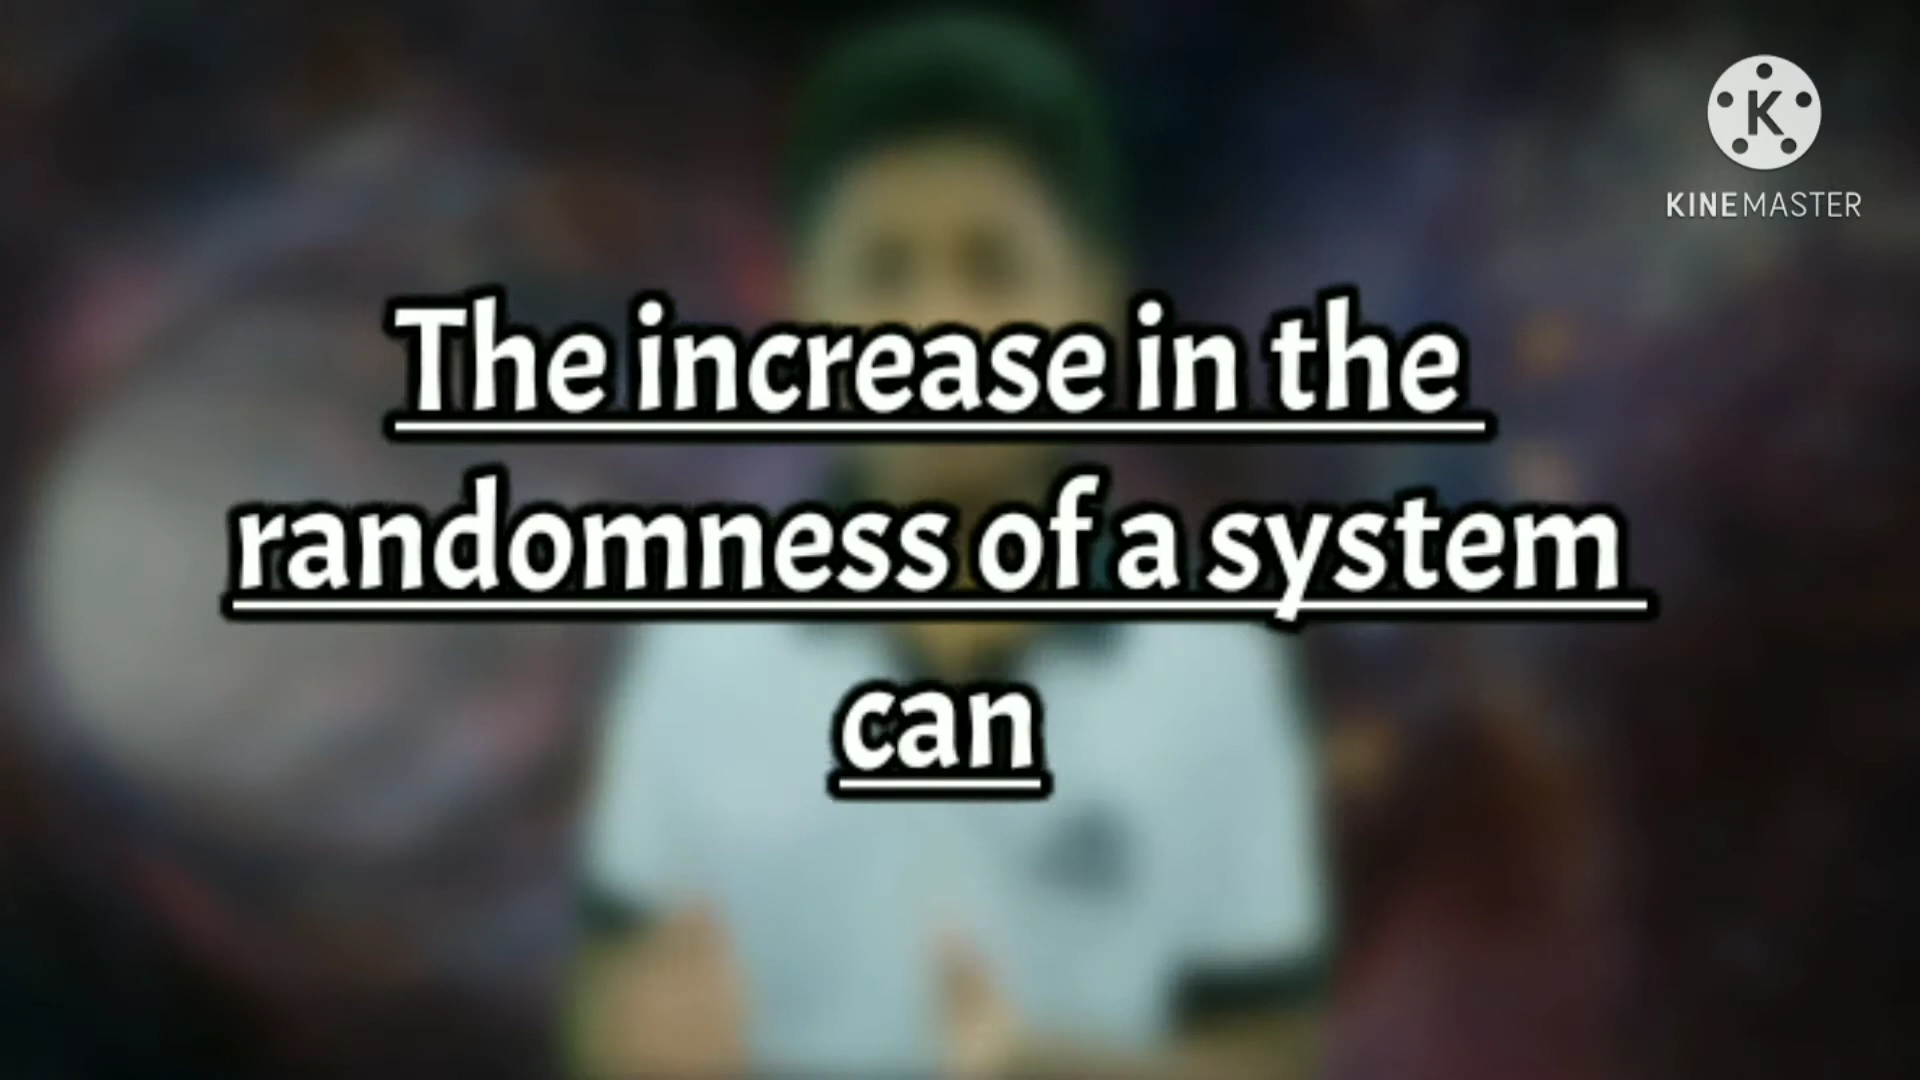 K
KINEMASTER
The increase in the
randomness of a system
can